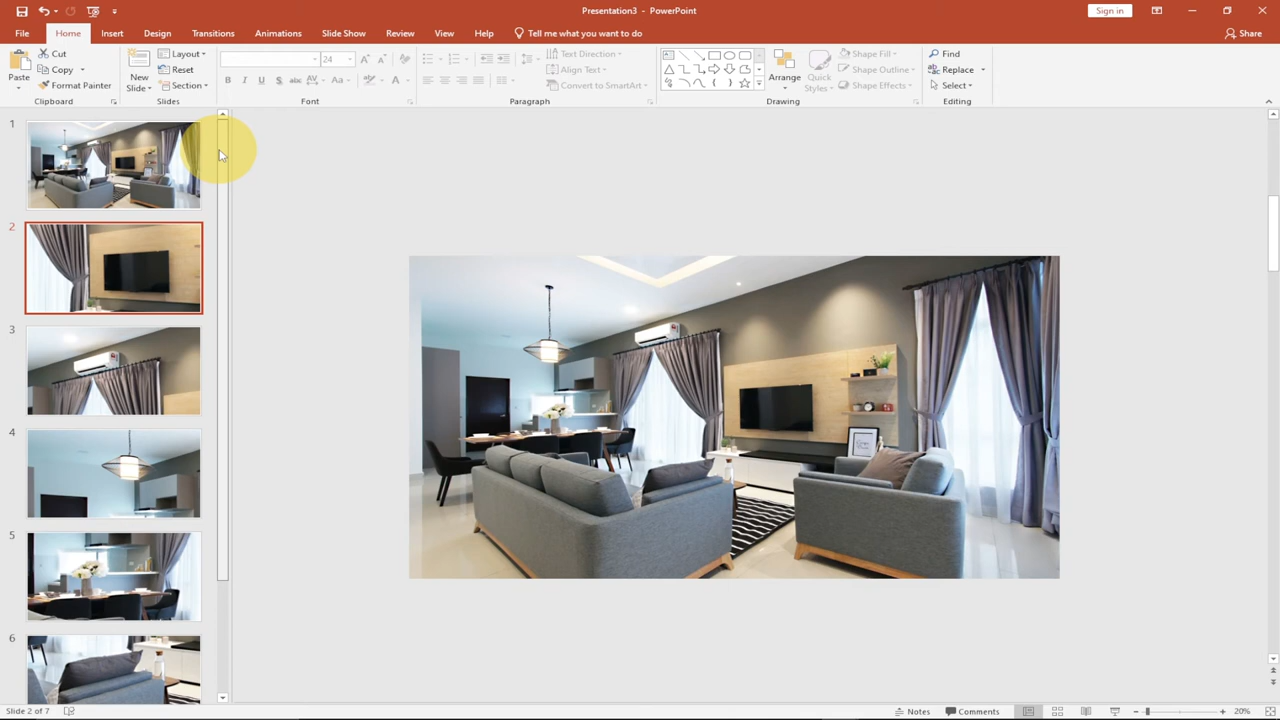 Presentation3 - PowerPoint
Sign in
File Home Insert Design Transitions Animations Slide Show Review View Help Tell me what you want to do Share
Paste
Cut
Copy
Format Painter
Clipboard
New Slide
Layout
Reset
Section
Slides
24
B I U S abc AV Aa A
Font
Text Direction
Align Text
Convert to SmartArt
Paragraph
Arrange
Quick Styles
Shape Fill
Shape Outline
Shape Effects
Drawing
Find
Replace
Select
Editing
1
2
3
4
5
6
Slide 2 of 7
Notes
Comments
20%